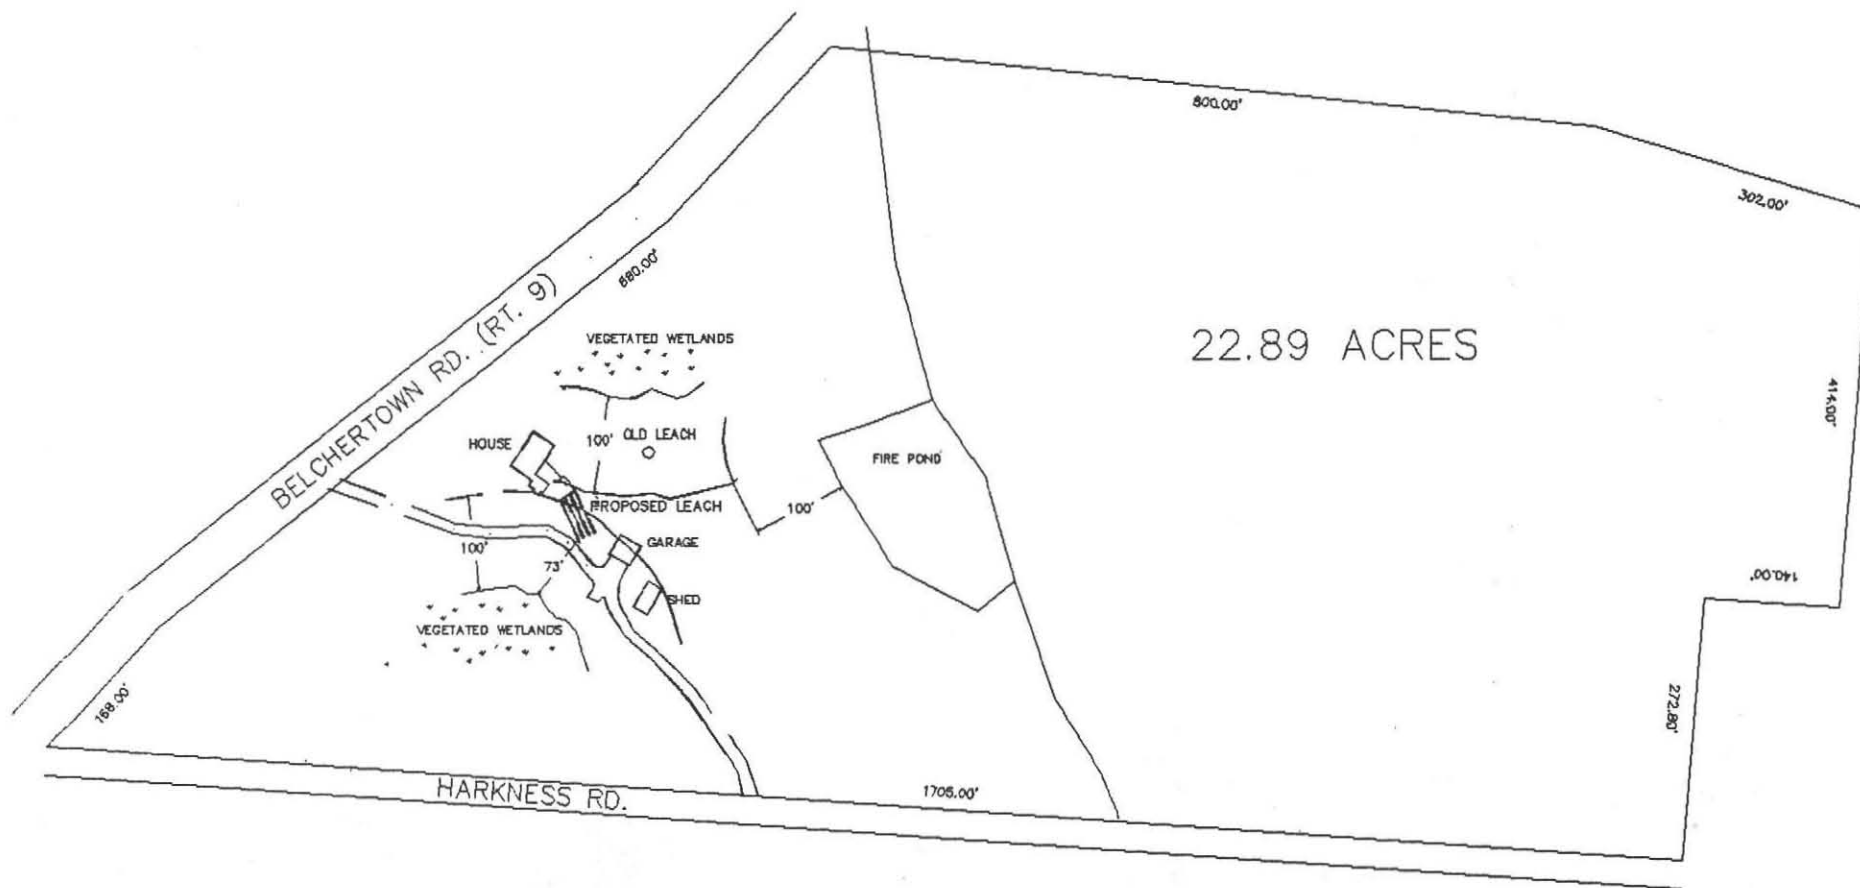 800.00'
302.00'
880.00'
BELCHERTOWN RD. (RT. 9)
VEGETATED WETLANDS
22.89 ACRES
414.00'
HOUSE
100'
OLD LEACH
FIRE POND
PROPOSED LEACH
100'
100'
GARAGE
73'
140.00'
SHED
VEGETATED WETLANDS
168.00'
272.80'
HARKNESS RD.
1705.00'